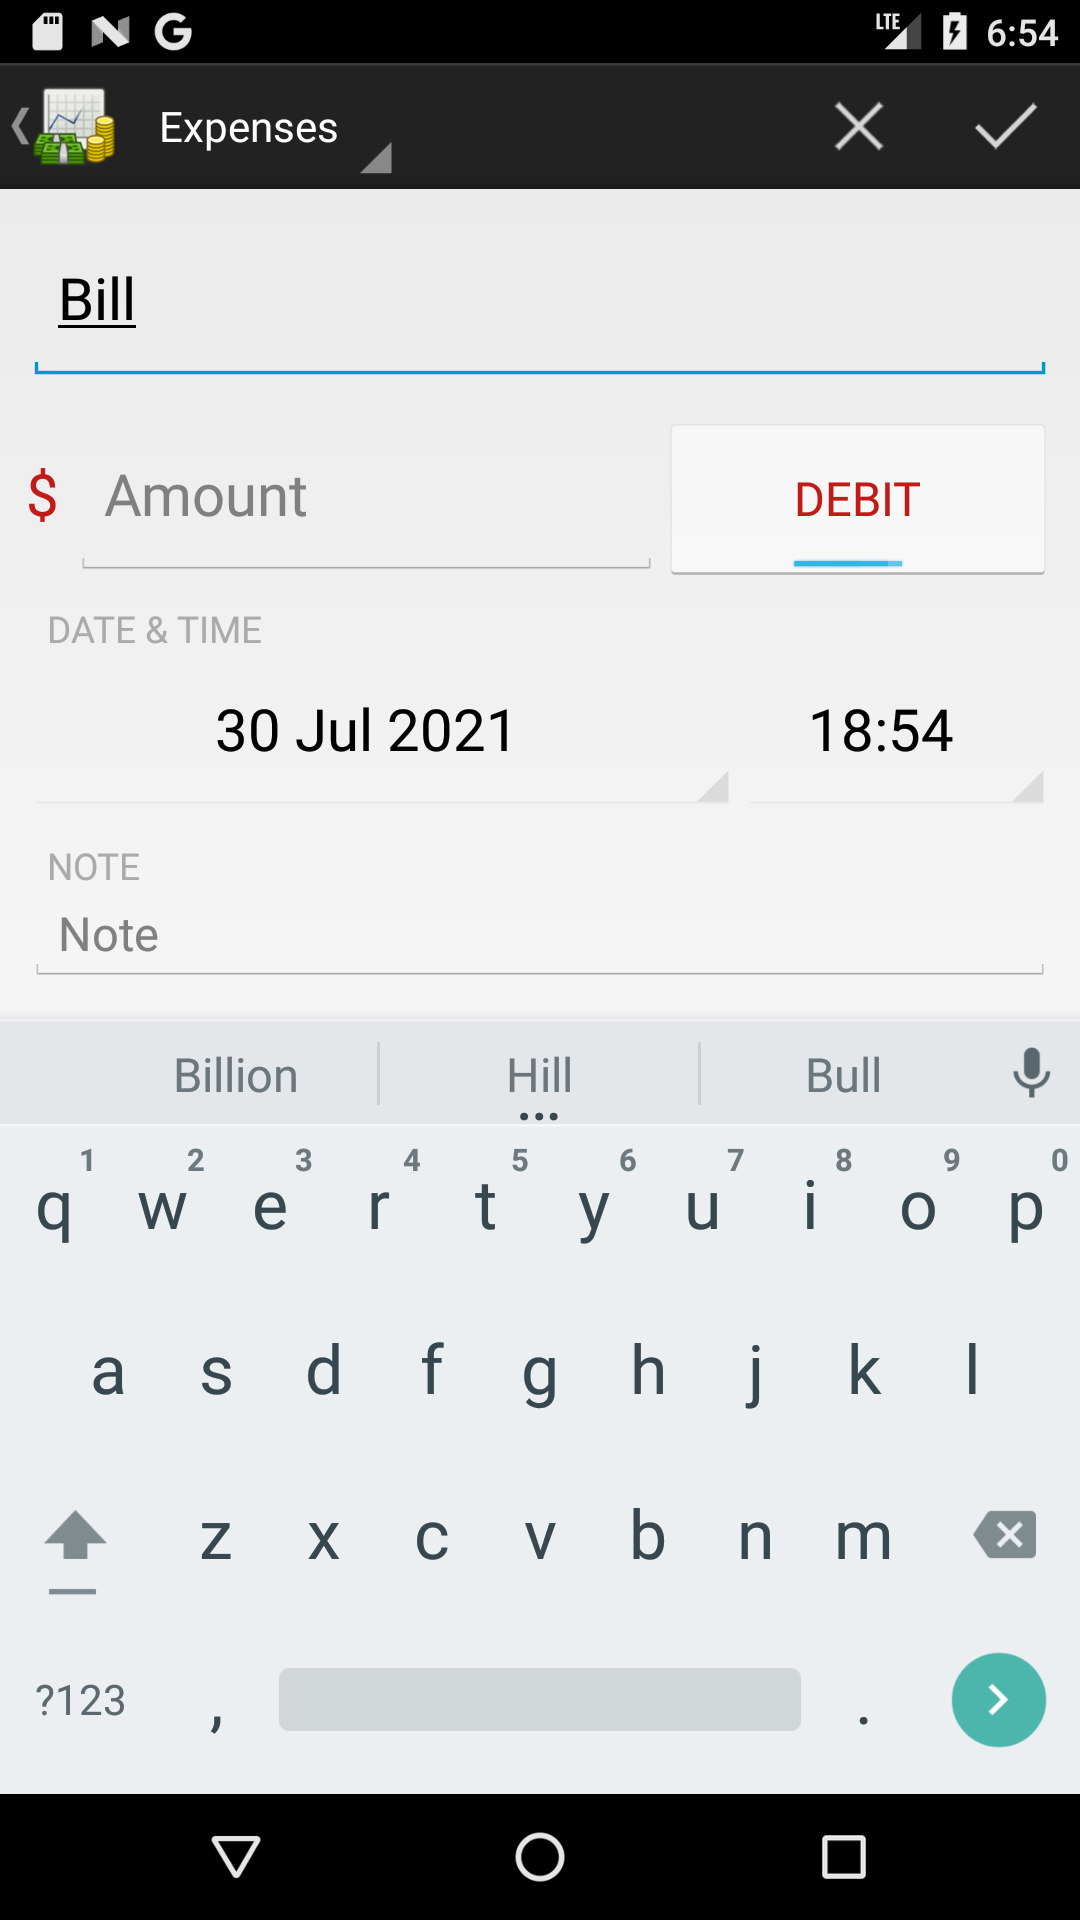 LTE 6:54
Expenses
Bill
$ Amount DEBIT
DATE & TIME
30 Jul 2021 18:54
NOTE
Note
Billion Hill Bull
1 2 3 4 5 6 7 8 9 0
q w e r t y u i o p
a s d f g h j k l
z x c v b n m
?123 , .